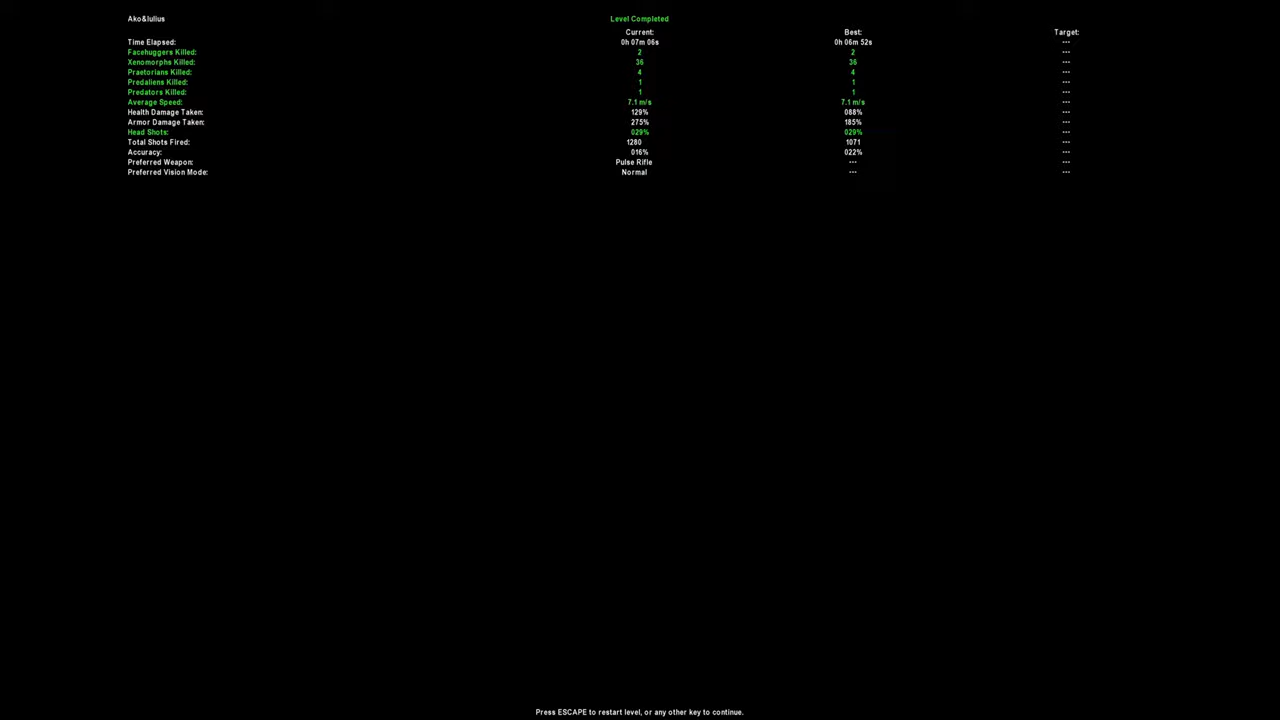 Ako&Iulius Level Completed
Current: Best: Target:
Time Elapsed: 0h 07m 06s 0h 06m 52s ---
Facehuggers Killed: 2 2 ---
Xenomorphs Killed: 36 36 ---
Praetorians Killed: 4 4 ---
Predaliens Killed: 1 1 ---
Predators Killed: 1 1 ---
Average Speed: 7.1 m/s 7.1 m/s ---
Health Damage Taken: 129% 088% ---
Armor Damage Taken: 275% 185% ---
Head Shots: 029% 029% ---
Total Shots Fired: 1280 1071 ---
Accuracy: 016% 022% ---
Preferred Weapon: Pulse Rifle --- ---
Preferred Vision Mode: Normal --- ---
Press ESCAPE to restart level, or any other key to continue.